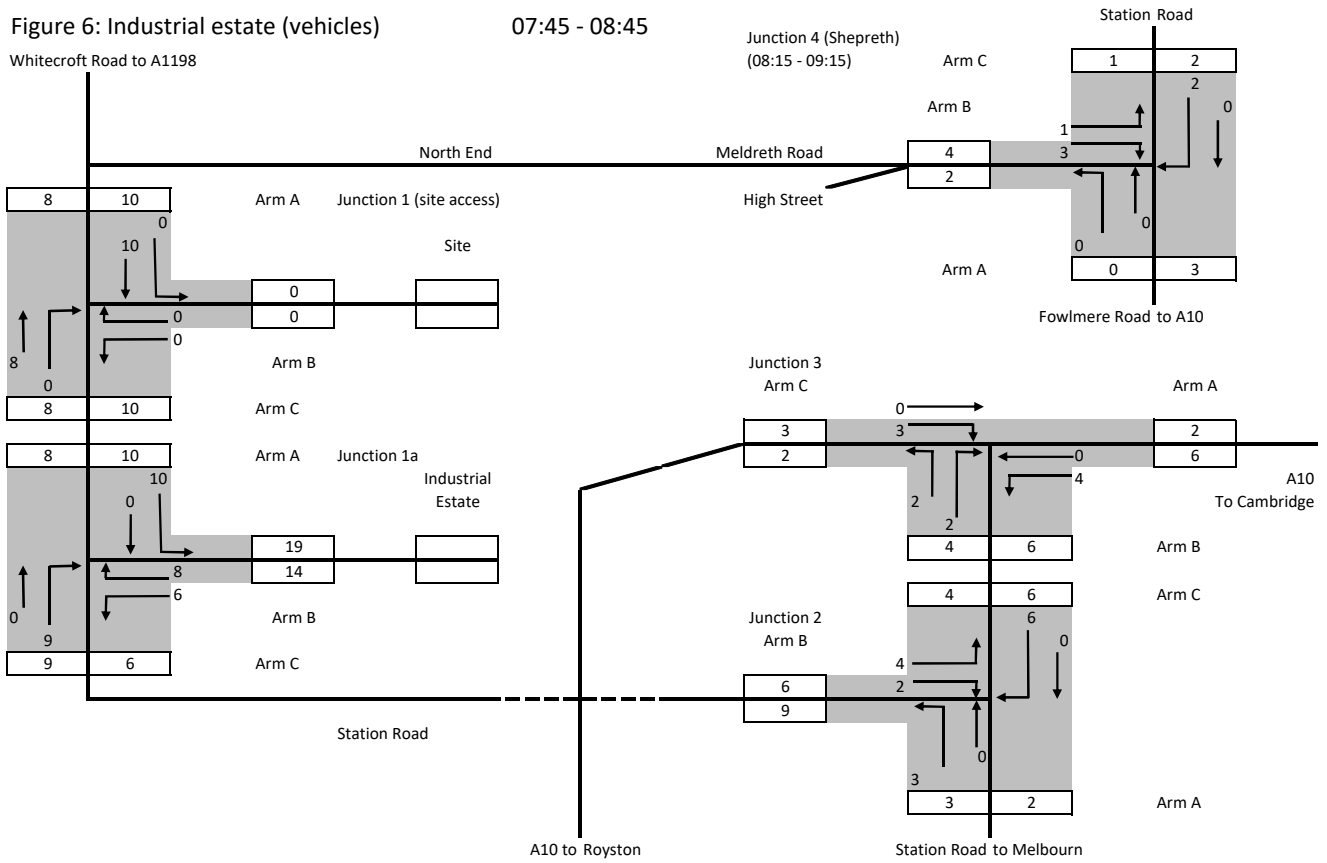 Figure 6: Industrial estate (vehicles) 07:45 - 08:45
Whitecroft Road to A1198
Junction 4 (Shepreth)
(08:15 - 09:15)
Station Road
Arm C
1 2
2
0
Arm B
1
3
4
2
North End
Meldreth Road
High Street
0
0
Arm A
0 3
Fowlmere Road to A10
8 10
Arm A
Junction 1 (site access)
0
10
Site
0
0
0
0
8
0
Arm B
8 10
Arm C
8 10
Arm A
Junction 1a
10
0
Industrial
Estate
19
14
8
6
0
9
Arm B
9 6
Arm C
Station Road
Junction 3
Arm C
Arm A
0
3
3
2
2
6
0
4
2
2
A10
To Cambridge
4 6
Arm B
4 6
Arm C
Junction 2
Arm B
6
0
4
2
6
9
0
3
3 2
Arm A
A10 to Royston
Station Road to Melbourn